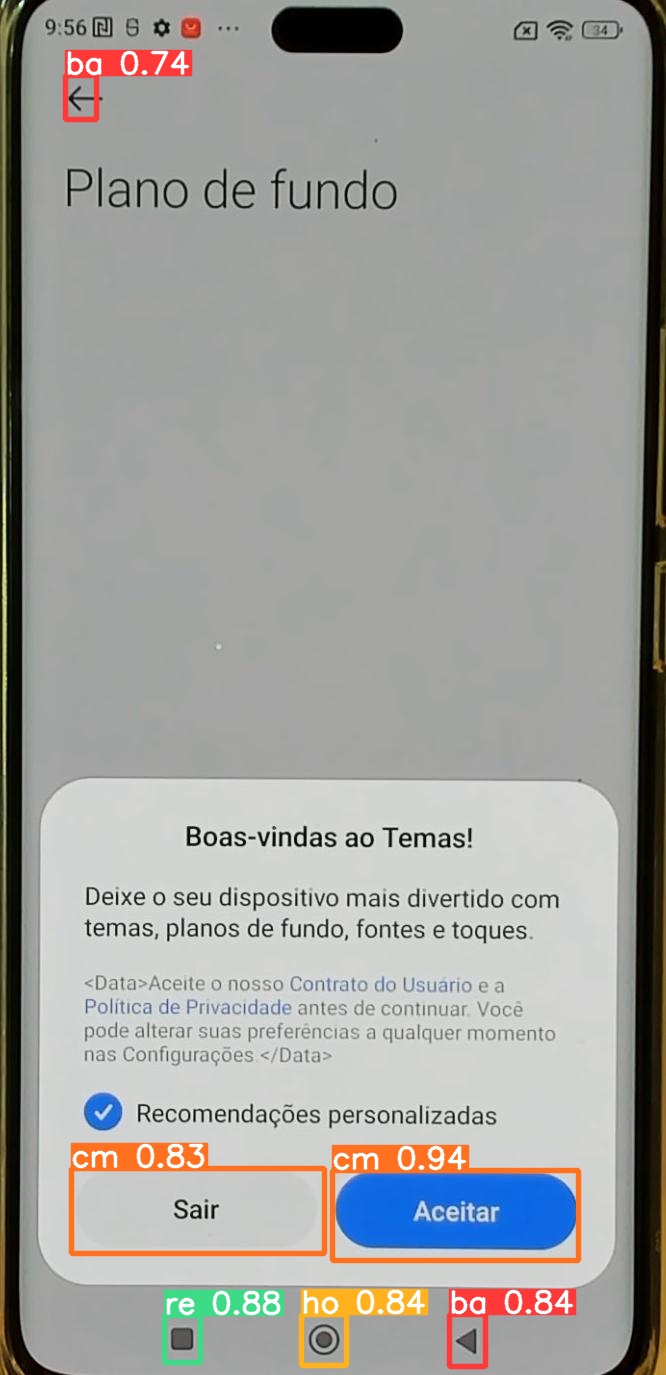 9:56
34
ba 0.74
Plano de fundo
Boas-vindas ao Temas!
Deixe o seu dispositivo mais divertido com
temas, planos de fundo, fontes e toques.
<Data>Aceite o nosso Contrato do Usuário e a
Política de Privacidade antes de continuar. Você
pode alterar suas preferências a qualquer momento
nas Configurações.</Data>
Recomendações personalizadas
cm 0.83 cm 0.94
Sair Aceitar
re 0.88 ho 0.84 ba 0.84